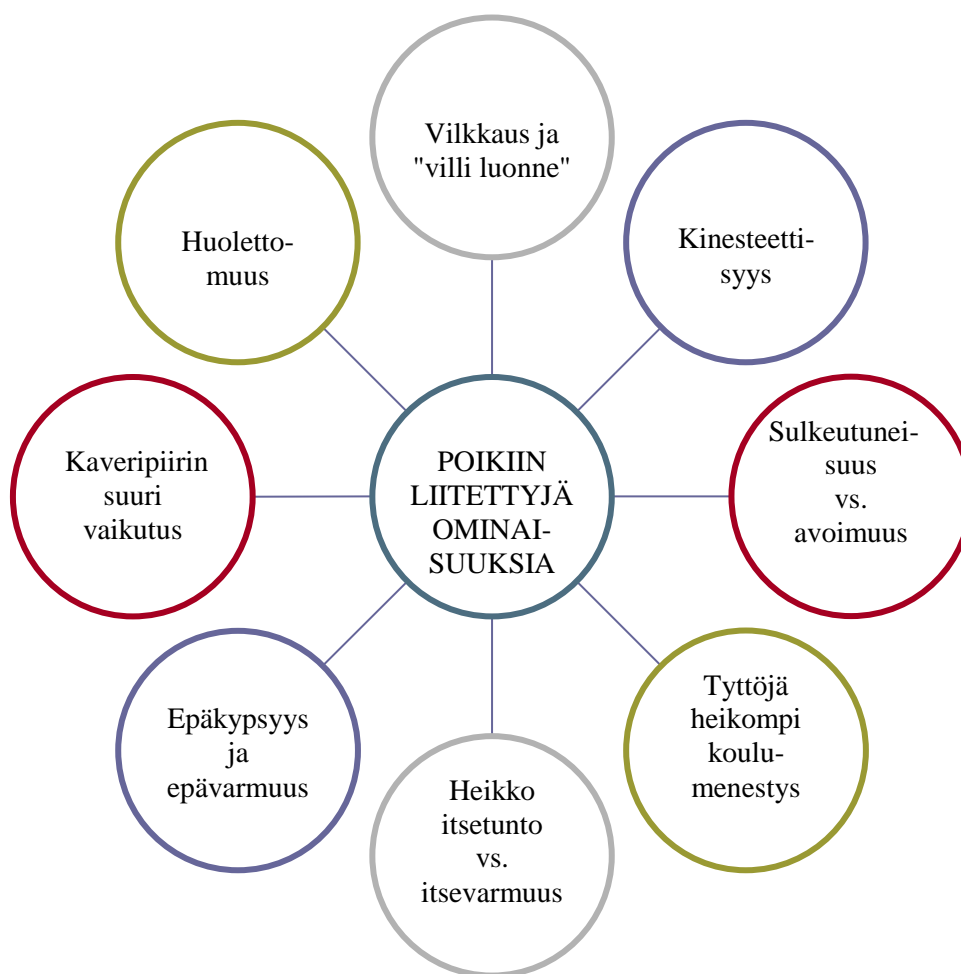 Vilkkaus ja
"villi luonne"
Kinesteetti-
syys
Sulkeutunei-
suus
vs.
avoimuus
Tyttöjä
heikompi
koulu-
menestys
Heikko
itsetunto
vs.
itsevarmuus
Epäkypsyys
ja
epävarmuus
Kaveripiirin
suuri
vaikutus
Huoletto-
muus
POIKIIN
LIITETTYJÄ
OMINAI-
SUUKSIA